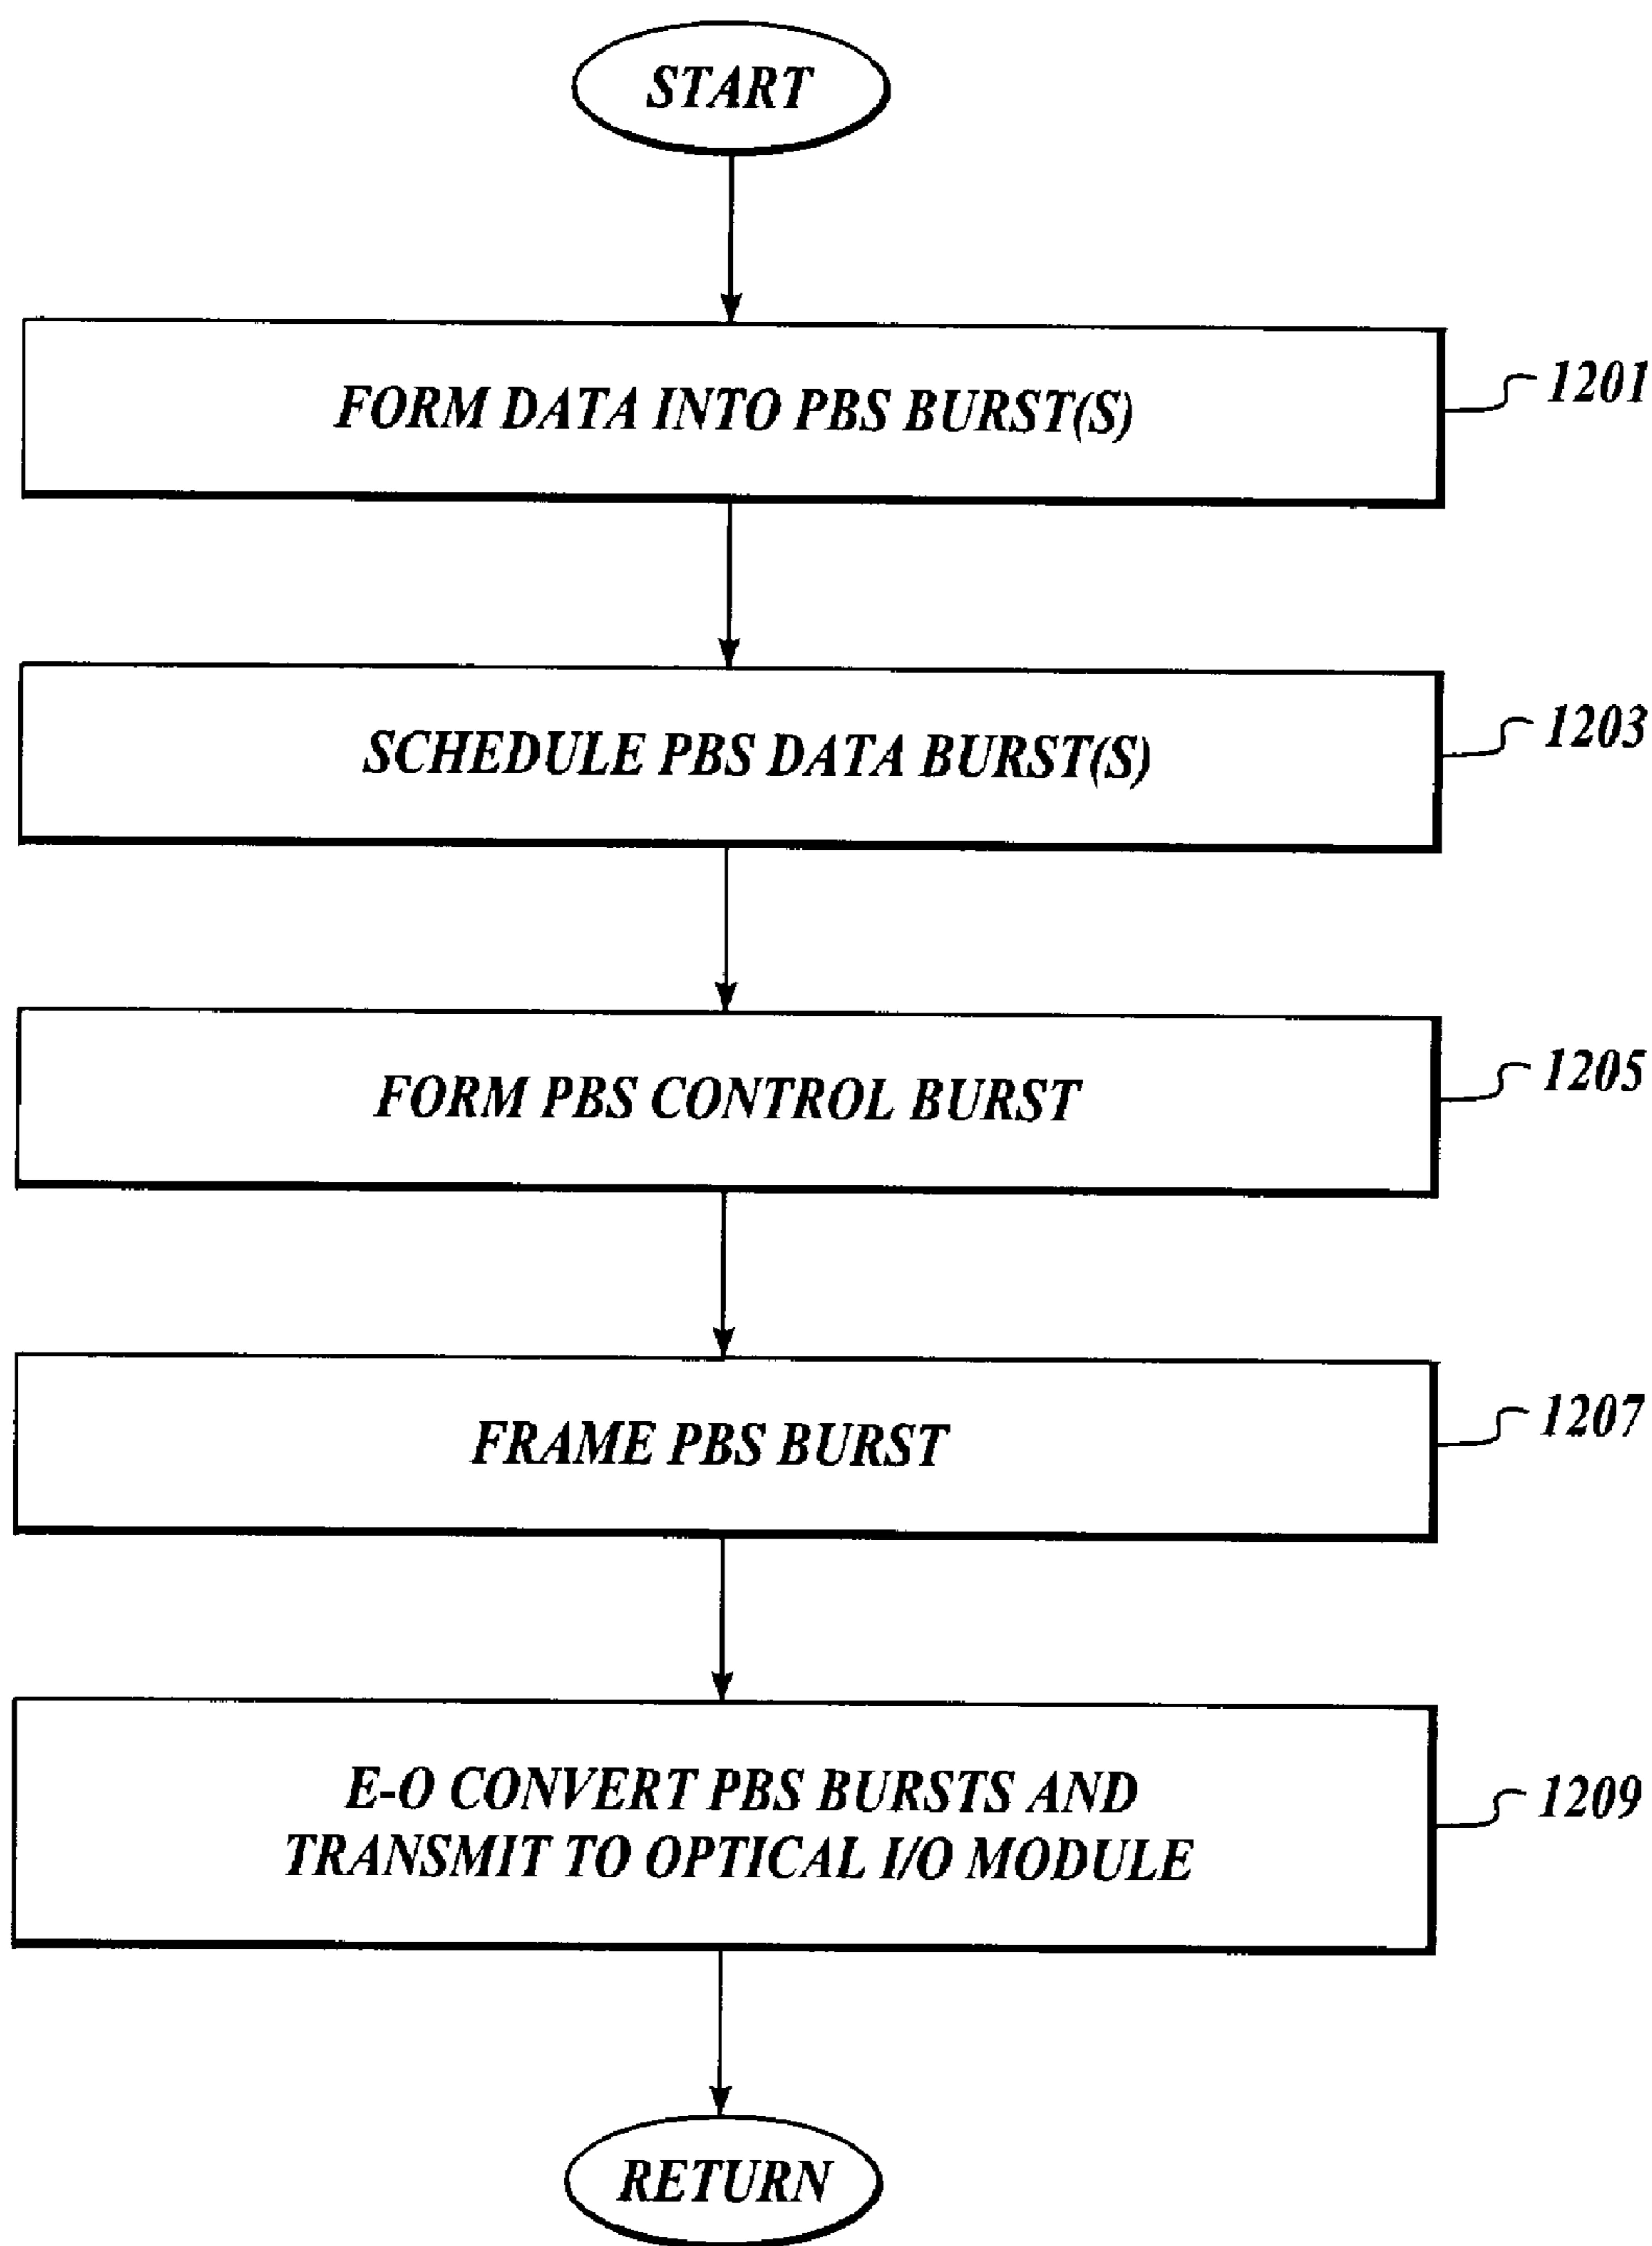 START
FORM DATA INTO PBS BURST(S)
1201
SCHEDULE PBS DATA BURST(S)
1203
FORM PBS CONTROL BURST
1205
FRAME PBS BURST
1207
E-O CONVERT PBS BURSTS AND
TRANSMIT TO OPTICAL I/O MODULE
1209
RETURN